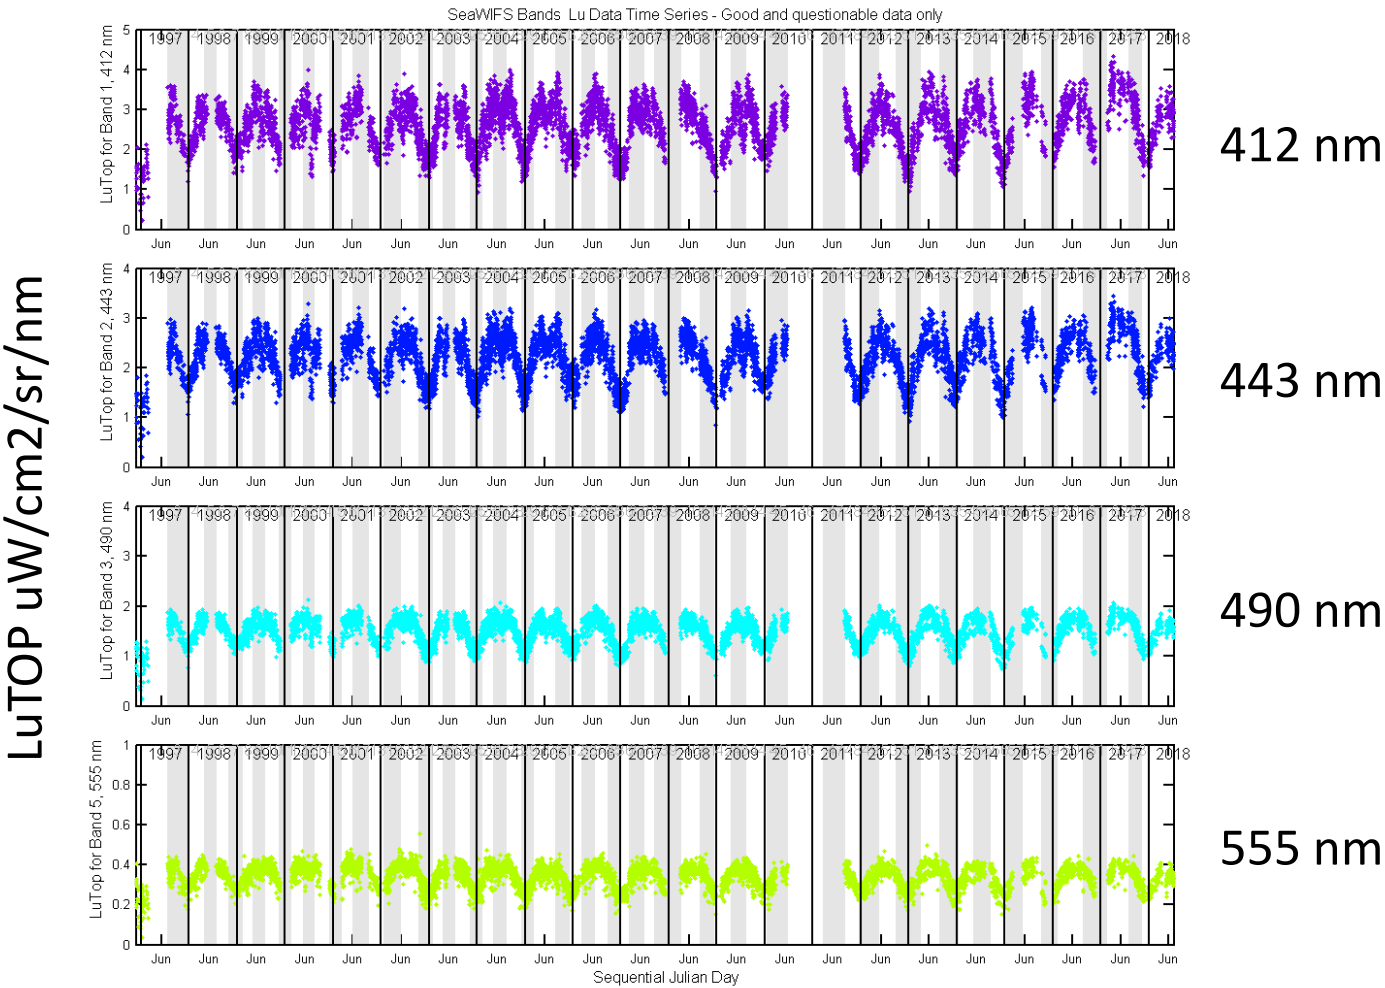 SeaWIFS Bands Lu Data Time Series - Good and questionable data only
LuTOP uW/cm2/sr/nm
LuTop for Band 1, 412 nm
5
4
3
2
1
0
1997 1998 1999 2000 2001 2002 2003 2004 2005 2006 2007 2008 2009 2010 2011 2012 2013 2014 2015 2016 2017 2018
Jun Jun Jun Jun Jun Jun Jun Jun Jun Jun Jun Jun Jun Jun Jun Jun Jun Jun Jun Jun Jun Jun
412 nm
LuTop for Band 2, 443 nm
4
3
2
1
0
1997 1998 1999 2000 2001 2002 2003 2004 2005 2006 2007 2008 2009 2010 2011 2012 2013 2014 2015 2016 2017 2018
Jun Jun Jun Jun Jun Jun Jun Jun Jun Jun Jun Jun Jun Jun Jun Jun Jun Jun Jun Jun Jun Jun
443 nm
LuTop for Band 3, 490 nm
4
3
2
1
0
1997 1998 1999 2000 2001 2002 2003 2004 2005 2006 2007 2008 2009 2010 2011 2012 2013 2014 2015 2016 2017 2018
Jun Jun Jun Jun Jun Jun Jun Jun Jun Jun Jun Jun Jun Jun Jun Jun Jun Jun Jun Jun Jun Jun
490 nm
LuTop for Band 5, 555 nm
1
0.8
0.6
0.4
0.2
0
1997 1998 1999 2000 2001 2002 2003 2004 2005 2006 2007 2008 2009 2010 2011 2012 2013 2014 2015 2016 2017 2018
Jun Jun Jun Jun Jun Jun Jun Jun Jun Jun Jun Jun Jun Jun Jun Jun Jun Jun Jun Jun Jun Jun
555 nm
Sequential Julian Day